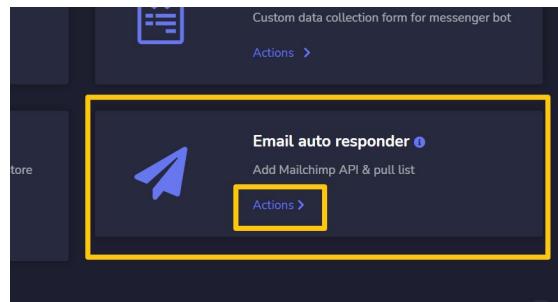 Custom data collection form for messenger bot
Actions >
Email auto responder
Add Mailchimp API & pull list
tore
Actions >